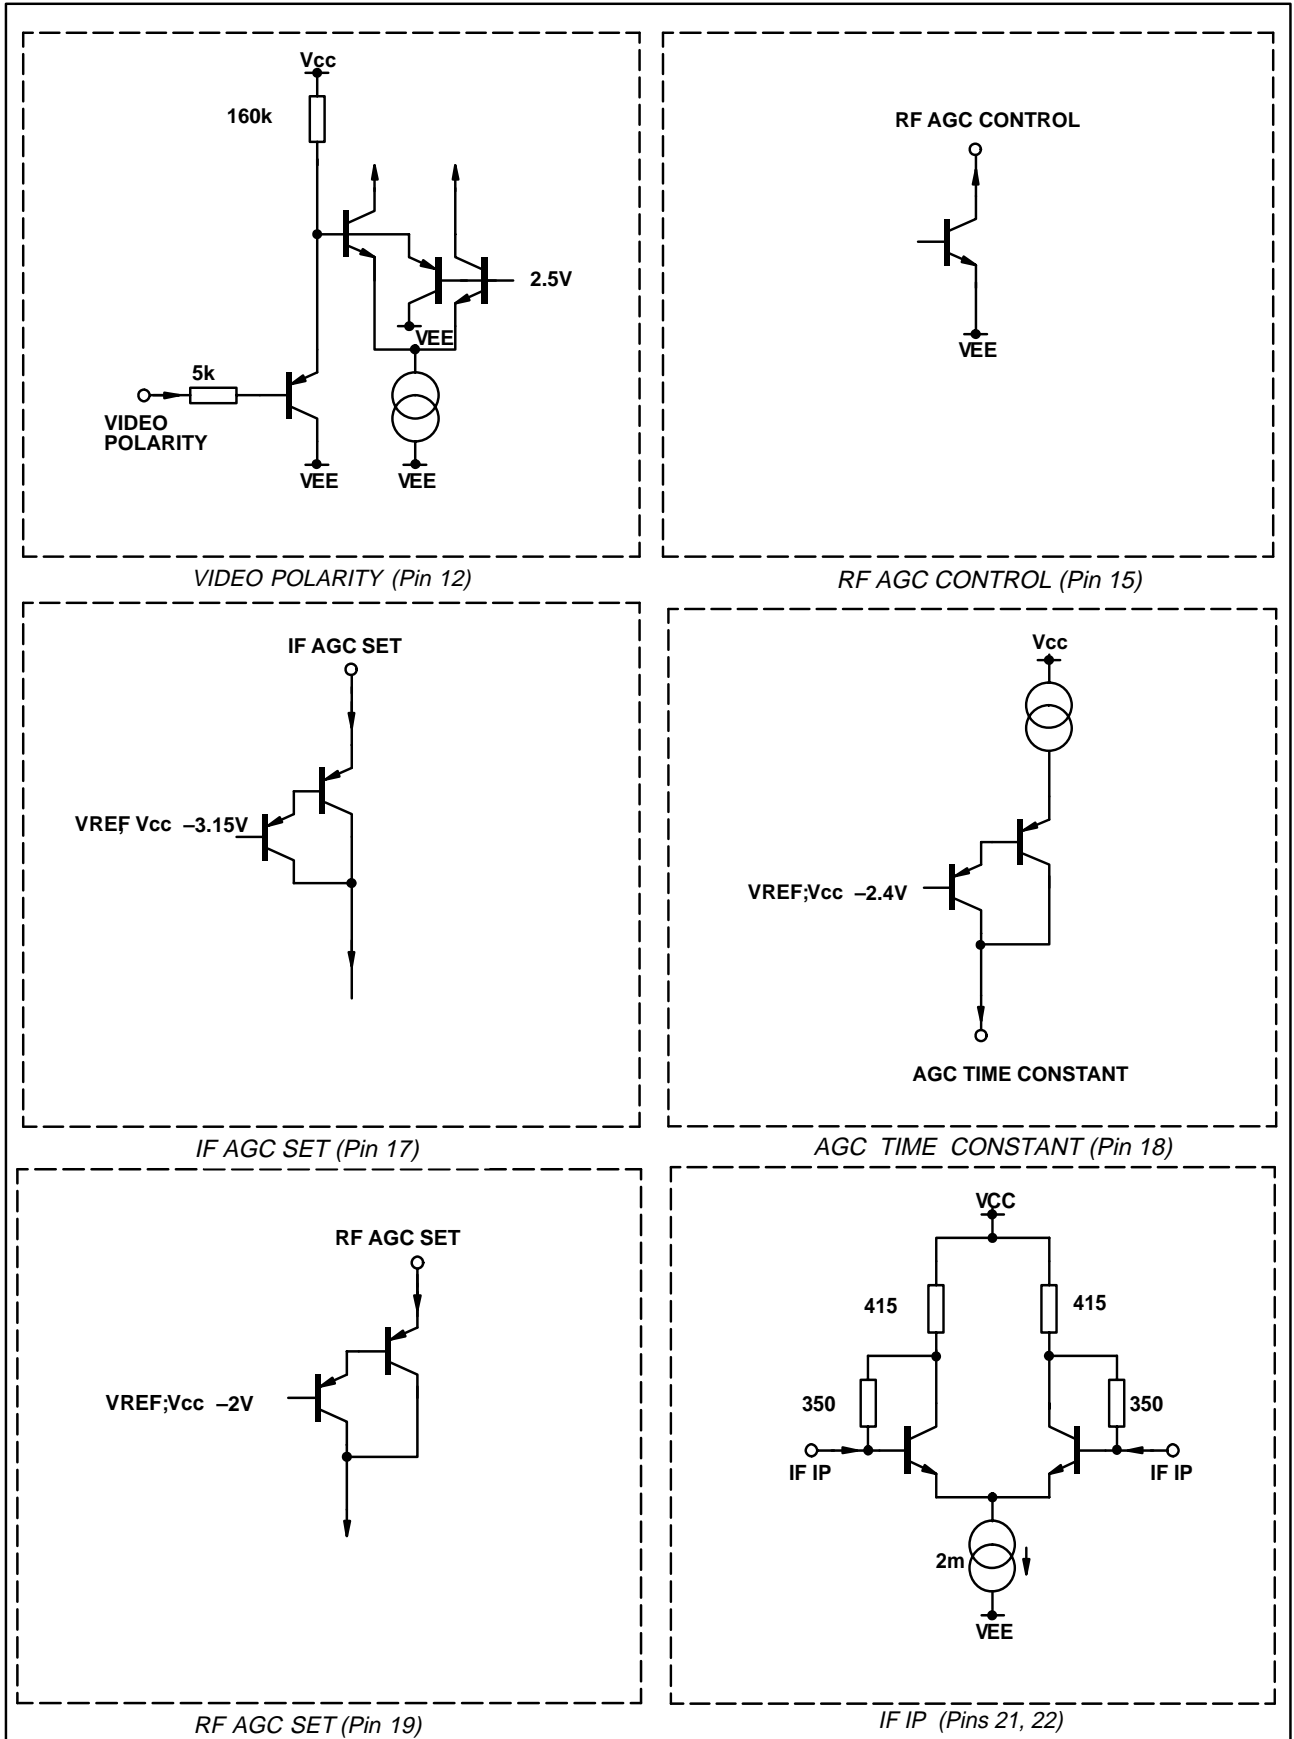 Vcc
160k
2.5V
VEE
5k
VIDEO
POLARITY
VEE
VEE
VIDEO POLARITY (Pin 12)
RF AGC CONTROL
VEE
RF AGC CONTROL (Pin 15)
IF AGC SET
VREF, Vcc –3.15V
IF AGC SET (Pin 17)
Vcc
VREF;Vcc –2.4V
AGC TIME CONSTANT
AGC TIME CONSTANT (Pin 18)
RF AGC SET
VREF;Vcc –2V
RF AGC SET (Pin 19)
VCC
415
415
350
350
IF IP
IF IP
2m
VEE
IF IP (Pins 21, 22)